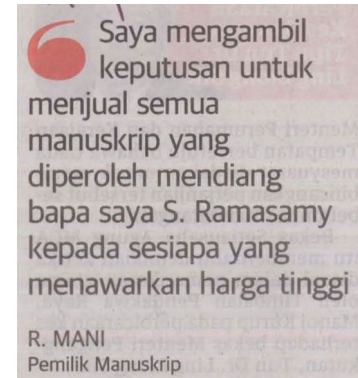 Saya mengambil
keputusan untuk
menjual semua
manuskrip yang
diperoleh mendiang
bapa saya S. Ramasamy
kepada sesiapa yang
menawarkan harga tinggi
R. MANI
Pemilik Manuskrip